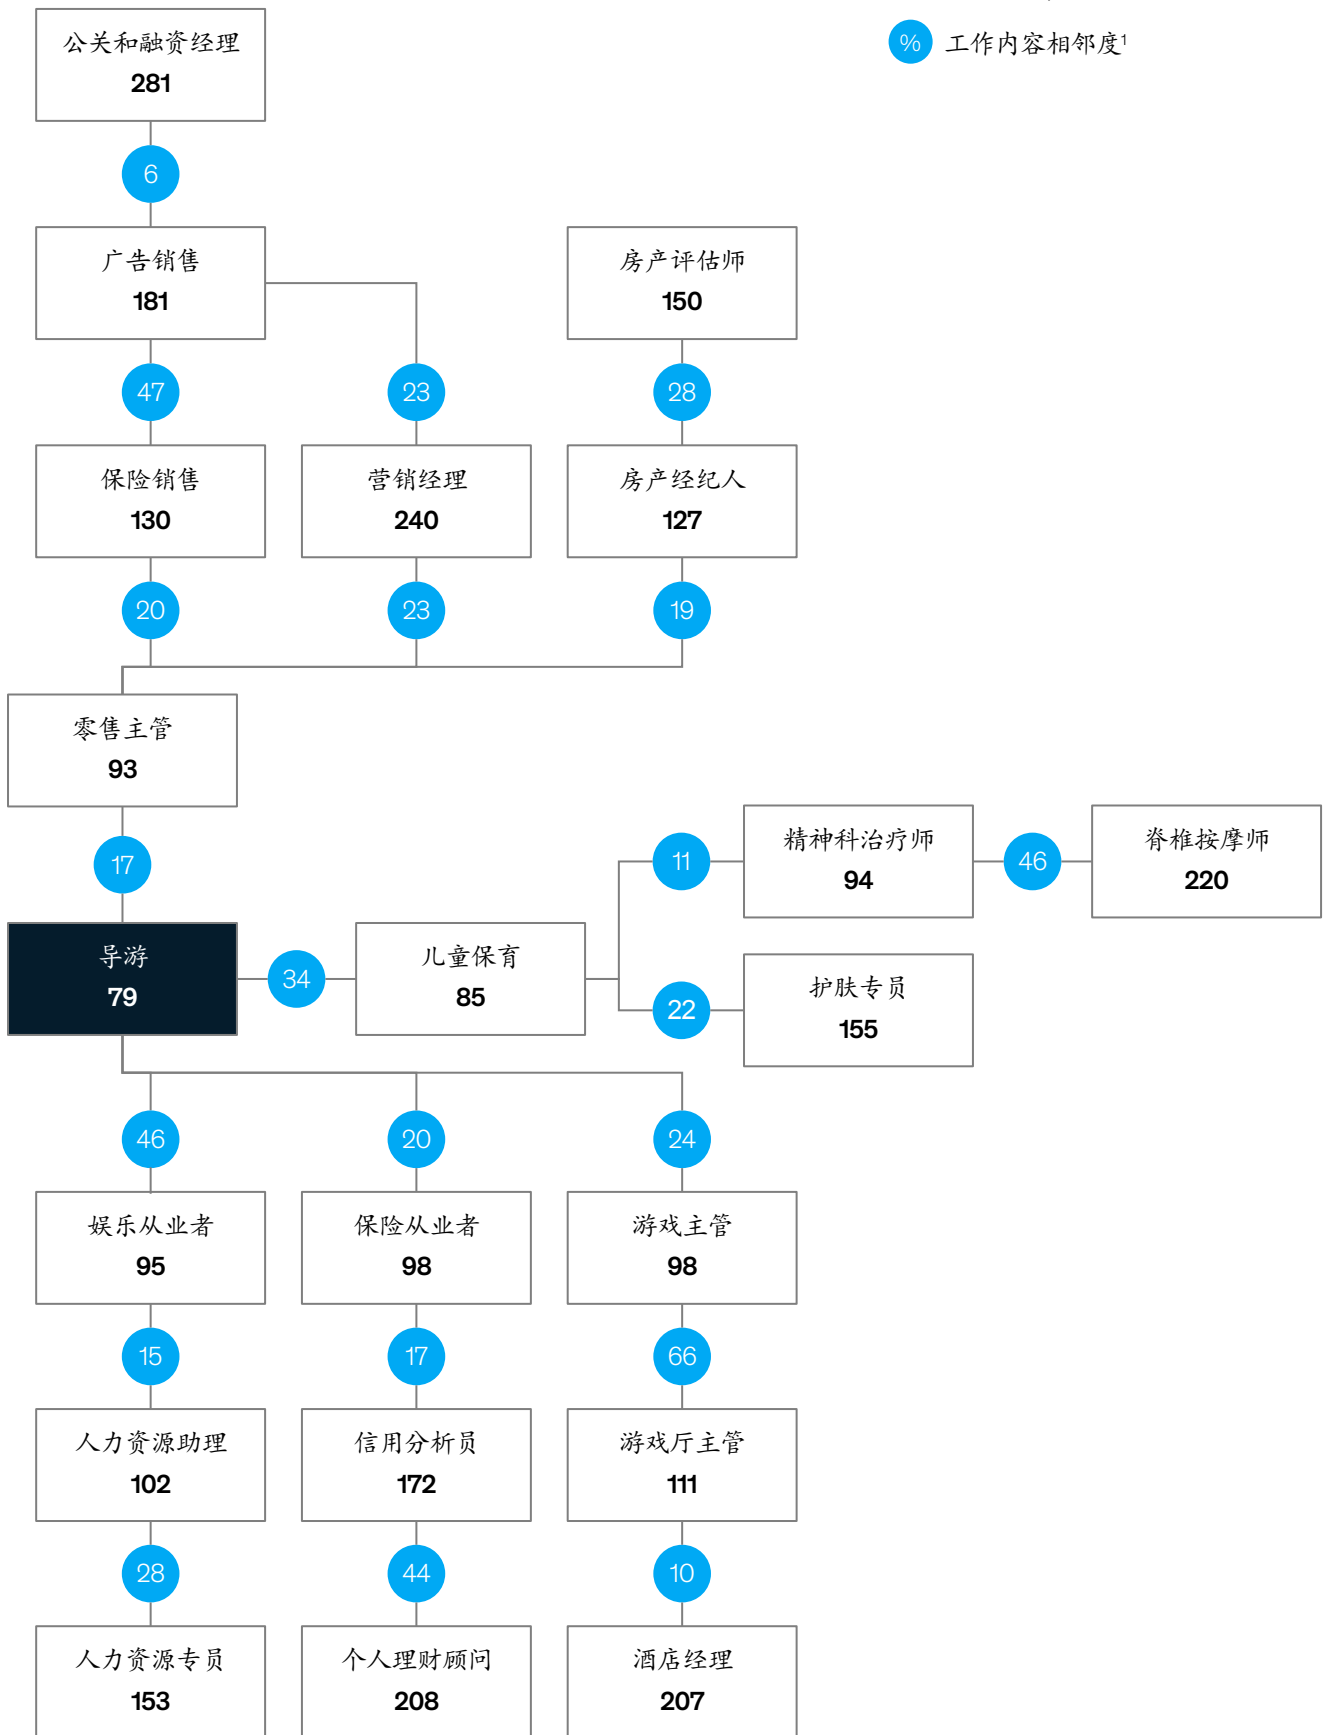 公关和融资经理
281
% 工作内容相邻度1
6
广告销售
181
房产评估师
150
47
23
28
保险销售
130
营销经理
240
房产经纪人
127
20
23
19
零售主管
93
17
11
精神科治疗师
94
46
脊椎按摩师
220
导游
79
34
儿童保育
85
22
护肤专员
155
46
20
24
娱乐从业者
95
保险从业者
98
游戏主管
98
15
17
66
人力资源助理
102
信用分析员
172
游戏厅主管
111
28
44
10
人力资源专员
153
个人理财顾问
208
酒店经理
207